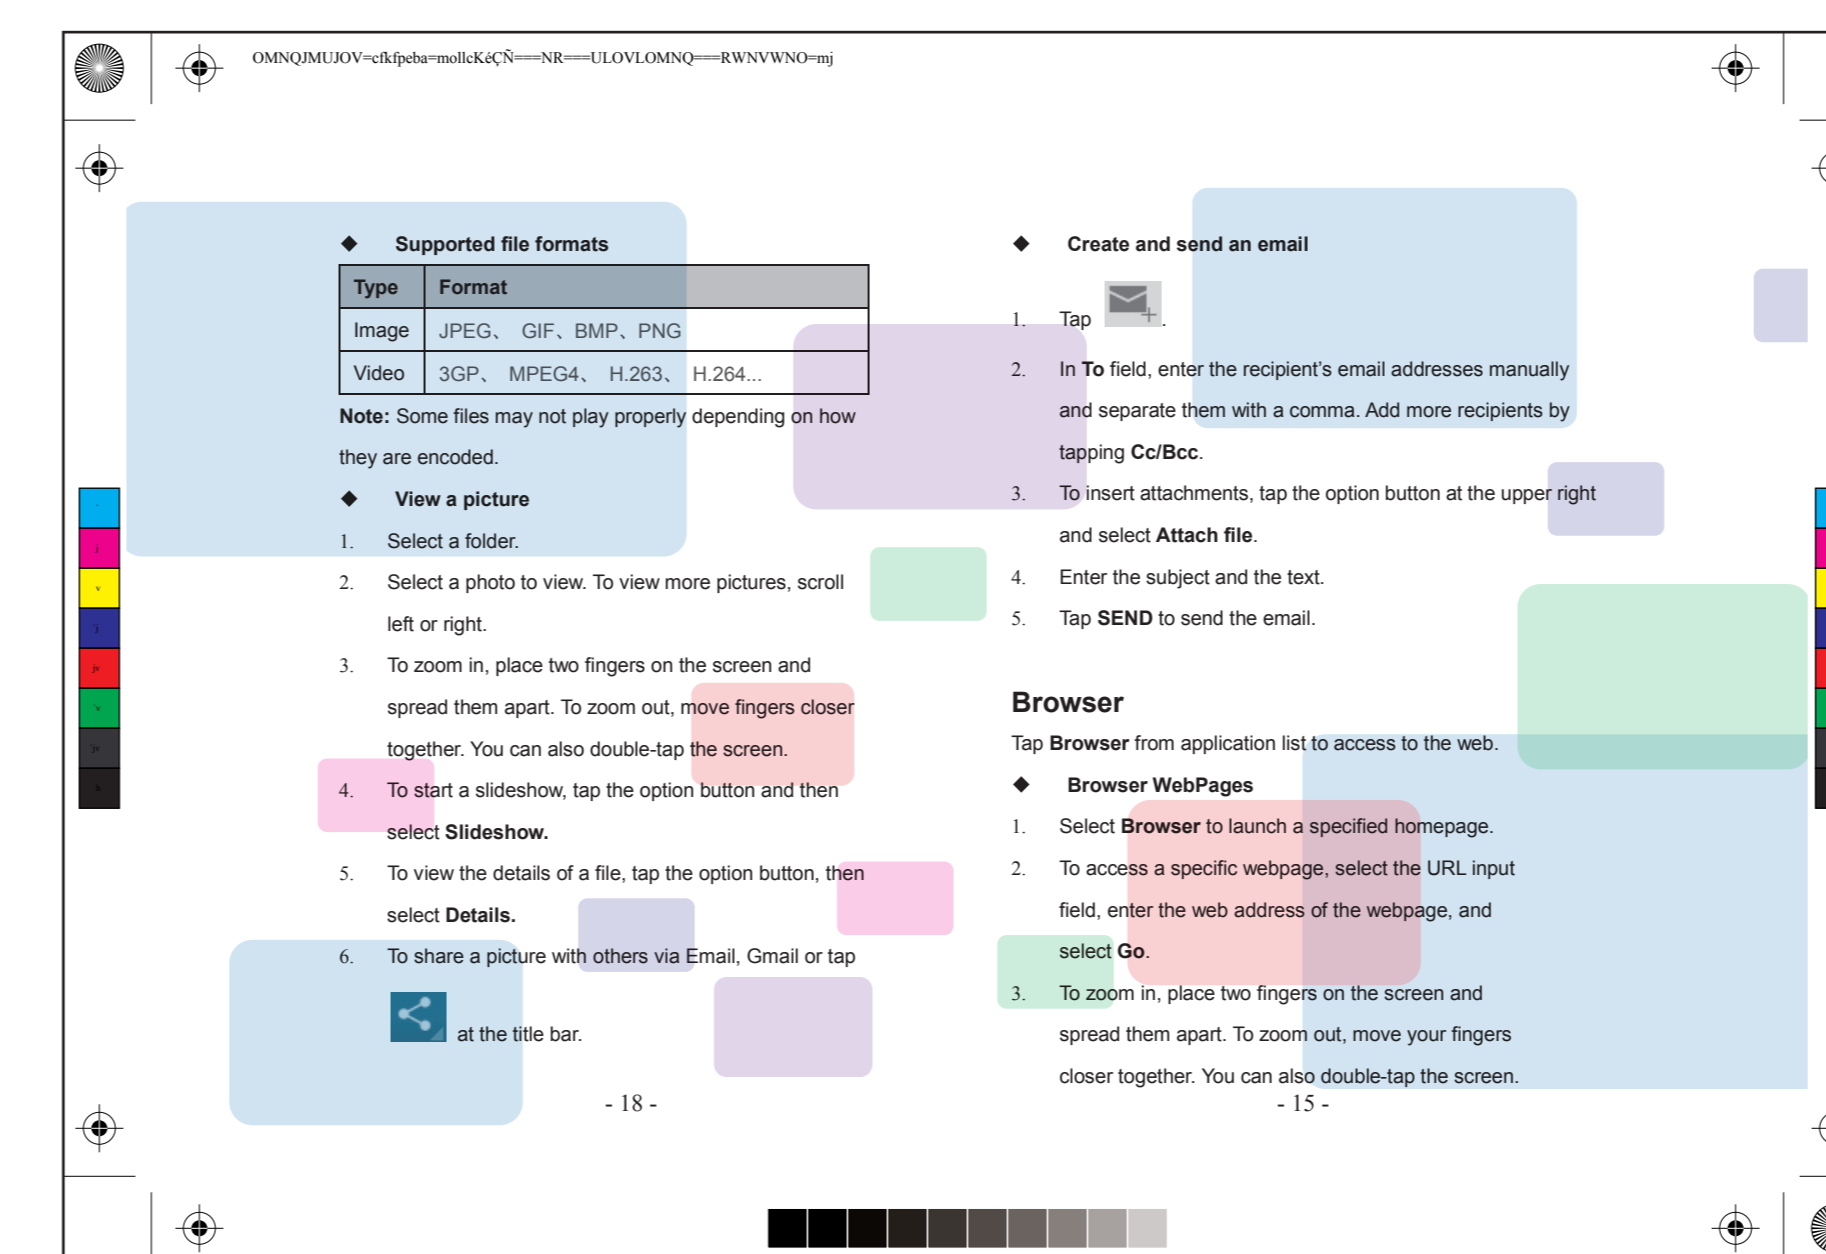 OMNQJMUJOV=cfkfpeba=mollcKéÇÑ===NR===ULOVLOMNQ===RWNVWNO=mj
◆ Supported file formats
Type Format
Image JPEG、 GIF、BMP、PNG
Video 3GP、 MPEG4、 H.263、 H.264...
Note: Some files may not play properly depending on how
they are encoded.
◆ View a picture
1. Select a folder.
2. Select a photo to view. To view more pictures, scroll
left or right.
3. To zoom in, place two fingers on the screen and
spread them apart. To zoom out, move fingers closer
together. You can also double-tap the screen.
4. To start a slideshow, tap the option button and then
select Slideshow.
5. To view the details of a file, tap the option button, then
select Details.
6. To share a picture with others via Email, Gmail or tap
at the title bar.
- 18 -
◆ Create and send an email
1. Tap .
2. In To field, enter the recipient’s email addresses manually
and separate them with a comma. Add more recipients by
tapping Cc/Bcc.
3. To insert attachments, tap the option button at the upper right
and select Attach file.
4. Enter the subject and the text.
5. Tap SEND to send the email.
Browser
Tap Browser from application list to access to the web.
◆ Browser WebPages
1. Select Browser to launch a specified homepage.
2. To access a specific webpage, select the URL input
field, enter the web address of the webpage, and
select Go.
3. To zoom in, place two fingers on the screen and
spread them apart. To zoom out, move your fingers
closer together. You can also double-tap the screen.
- 15 -